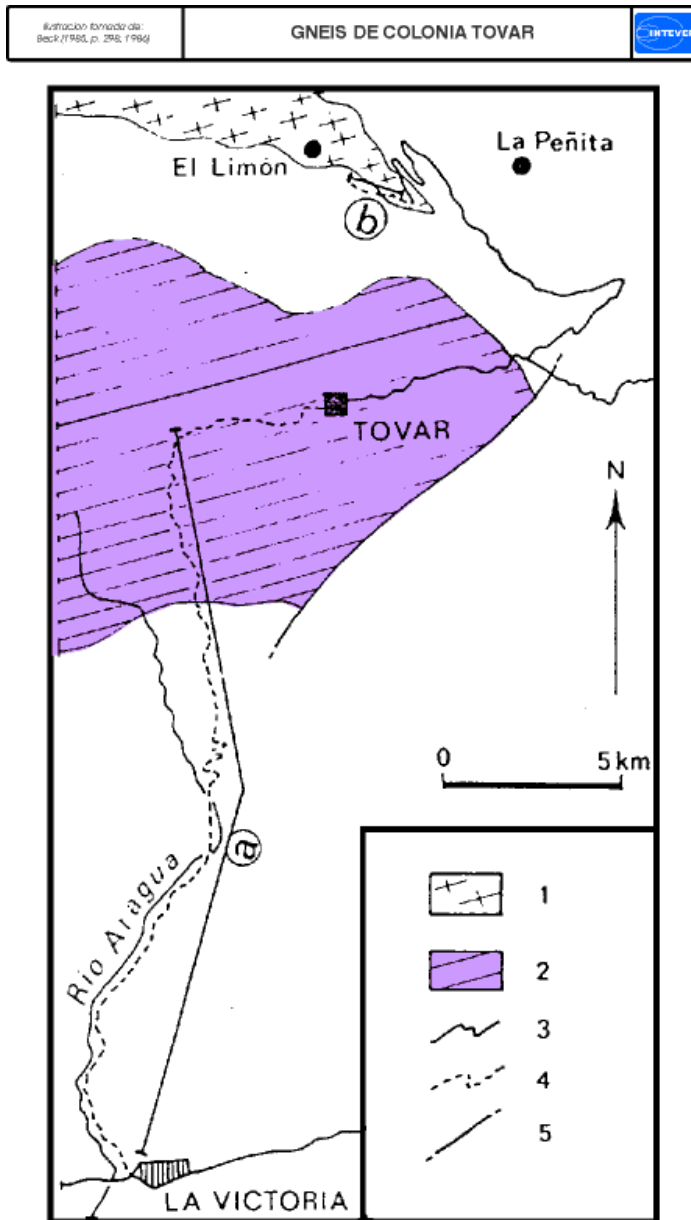 Ilustración tomada de:
Beck (1985, p. 298, 1986)
GNEIS DE COLONIA TOVAR
INTEVEP
El Limón
La Peñita
b
TOVAR
N
0 5 km
a
Río Aragua
1
2
3
4
5
LA VICTORIA